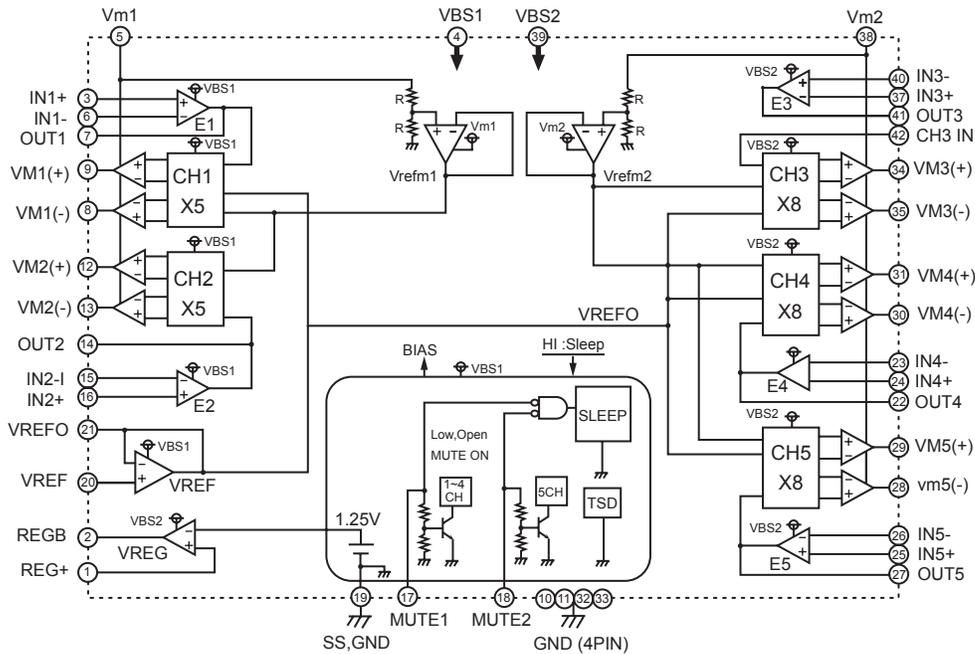 Vm1
VBS1
VBS2
Vm2
5
4
39
38
3 IN1+
6 IN1-
7 OUT1
9 VM1(+)
8 VM1(-)
12 VM2(+)
13 VM2(-)
14 OUT2
15 IN2-I
16 IN2+
21 VREFO
20 VREF
2 REGB
1 REG+
VBS1
+
−
E1
VBS1
CH1
X5
+
−
+
−
VBS1
CH2
X5
+
−
+
−
VBS1
−
+
E2
VBS1
−
+
VREF
VBS2
−
+
VREG
R
R
+
−
Vm1
Vrefm1
Vm2
+
−
R
R
Vrefm2
VREFO
BIAS
VBS1
HI :Sleep
Low,Open
MUTE ON
SLEEP
1~4
CH
5CH
TSD
1.25V
VBS2
+
+
E3
VBS2
CH3
X8
+
−
+
−
VBS2
CH4
X8
+
−
+
−
−
+
E4
VBS2
CH5
X8
+
−
+
−
VBS2
−
+
E5
40 IN3-
37 IN3+
41 OUT3
42 CH3 IN
34 VM3(+)
35 VM3(-)
31 VM4(+)
30 VM4(-)
23 IN4-
24 IN4+
22 OUT4
29 VM5(+)
28 vm5(-)
26 IN5-
25 IN5+
27 OUT5
19
17
18
10 11 32 33
SS,GND
MUTE1
MUTE2
GND (4PIN)